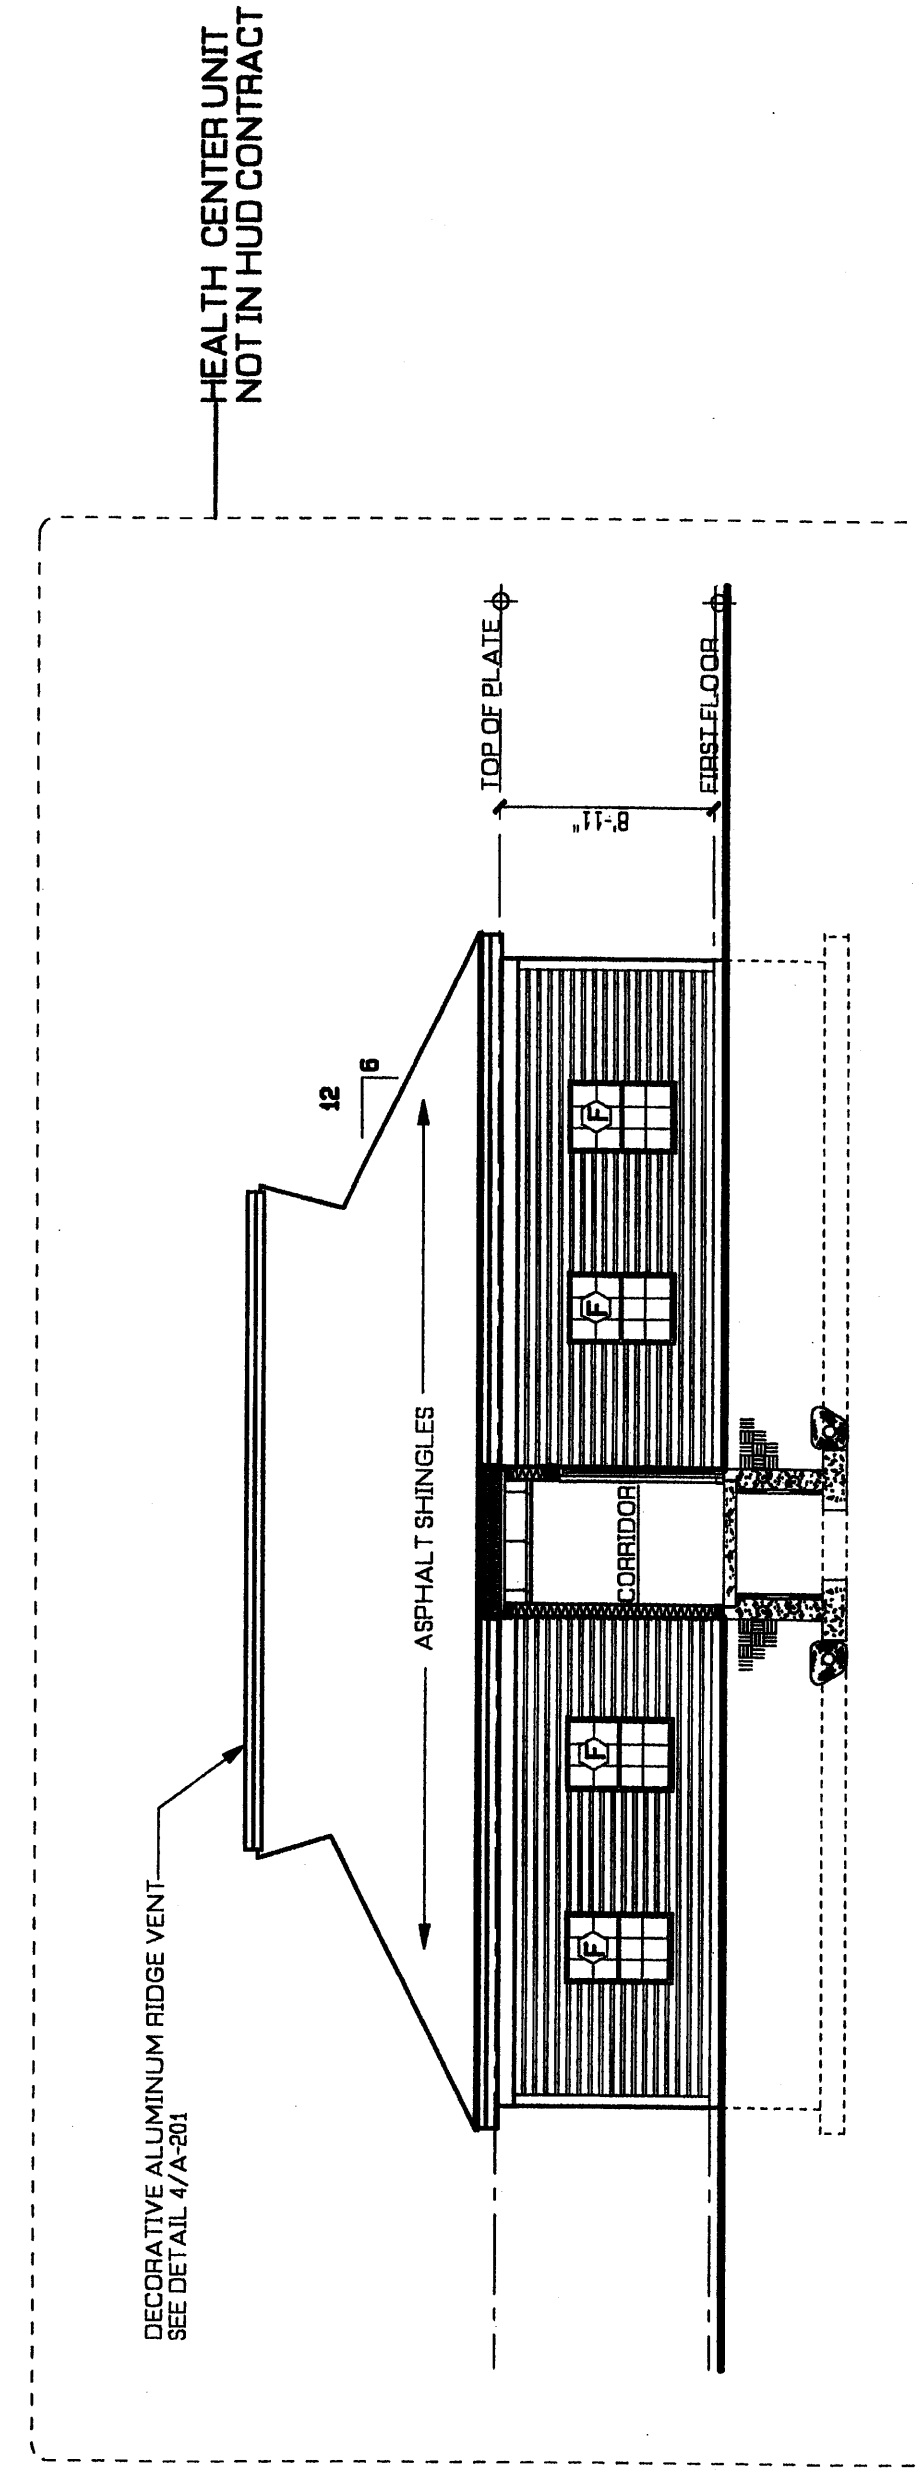 HEALTH CENTER UNIT
NOT IN HUD CONTRACT
DECORATIVE ALUMINUM RIDGE VENT
SEE DETAIL 4/A-201
12
6
ASPHALT SHINGLES
TOP OF PLATE
8'-11"
FIRST FLOOR
CORRIDOR
F
F
F
F